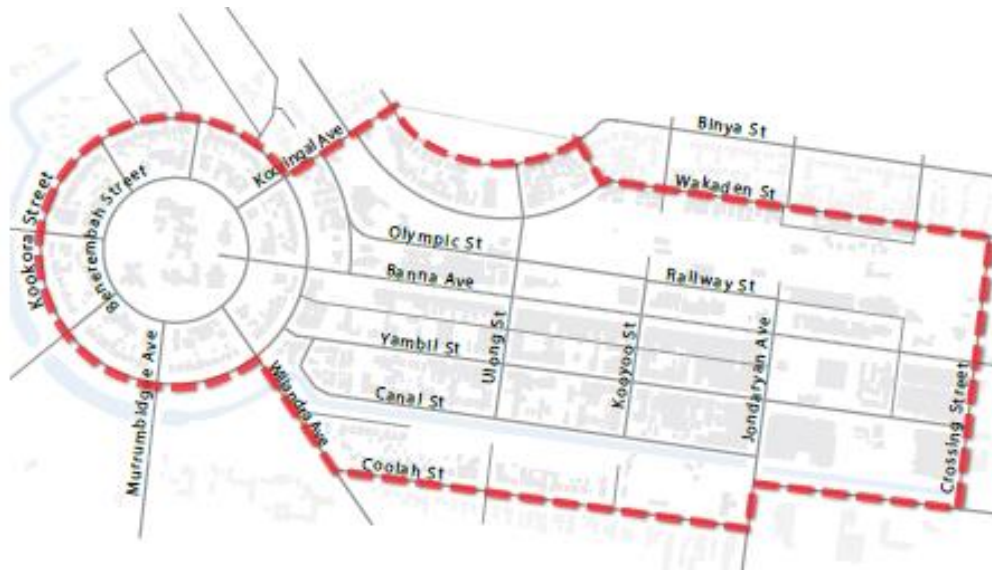 Binya St
Kooringal Ave
Wakaden St
Kookora Street
Benerembah Street
Olympic St
Banna Ave
Railway St
Yambil St
Ulong St
Kooyoo St
Jondaryan Ave
Crossing Street
Murrumbidgee Ave
Willandra Ave
Canal St
Coolah St